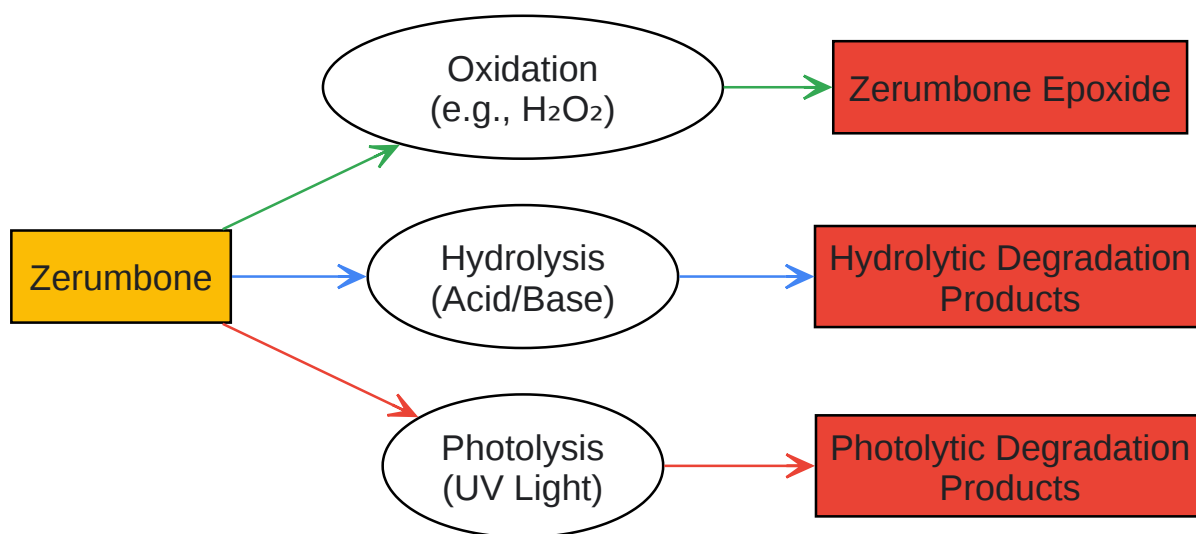 Oxidation
(e.g., H₂O₂)
Zerumbone Epoxide
Zerumbone
Hydrolysis
(Acid/Base)
Hydrolytic Degradation
Products
Photolysis
(UV Light)
Photolytic Degradation
Products